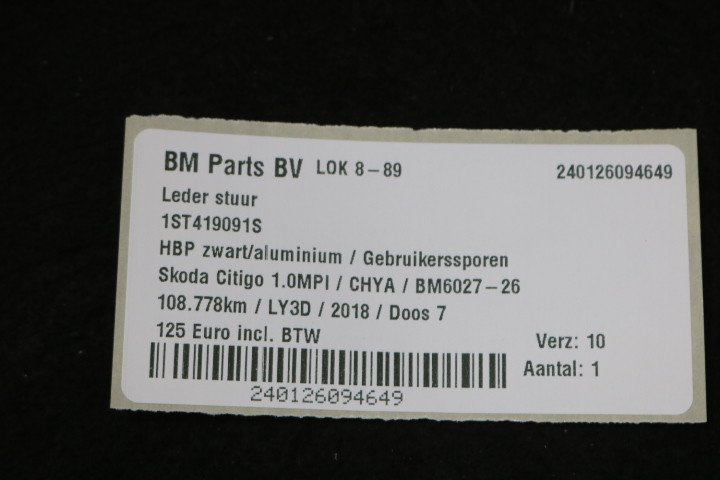 BM Parts BV LOK 8-89 240126094649
Leder stuur
1ST419091S
HBP zwart/aluminium / Gebruikerssporen
Skoda Citigo 1.0MPI / CHYA / BM6027-26
108.778km / LY3D / 2018 / Doos 7
125 Euro incl. BTW Verz: 10
Aantal: 1
240126094649